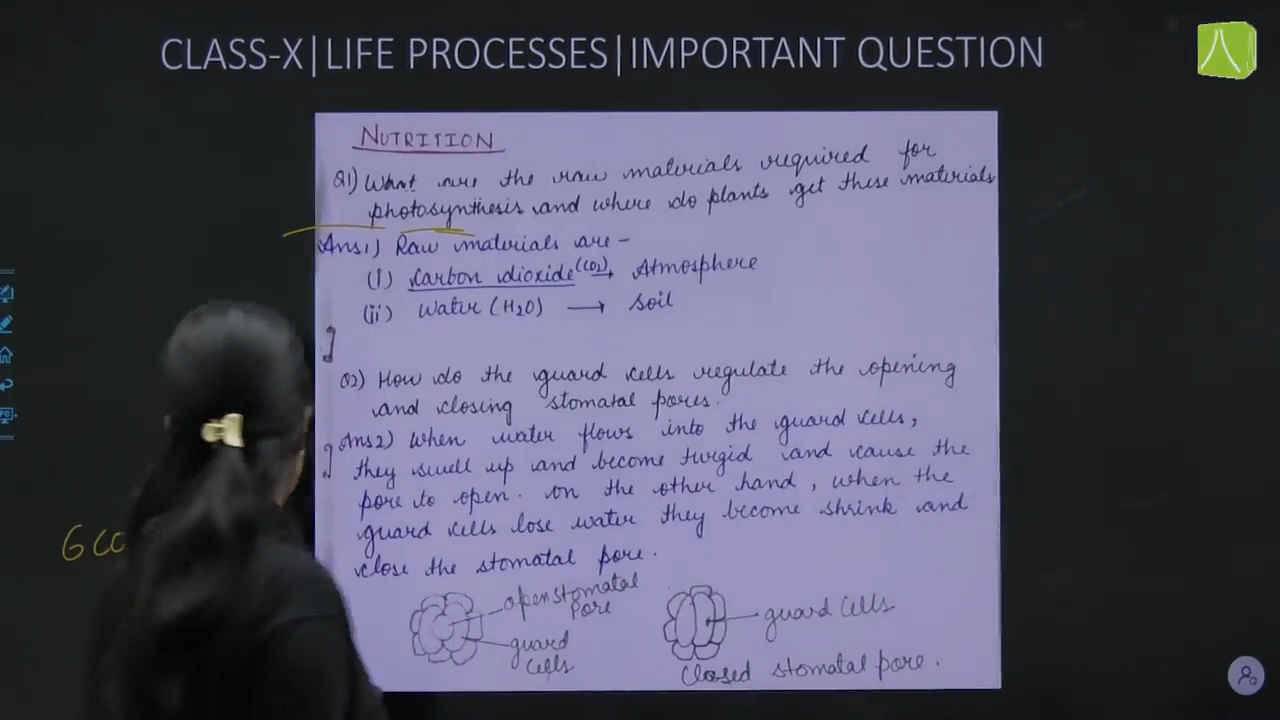 CLASS-X|LIFE PROCESSES|IMPORTANT QUESTION
NUTRITION
Q1) What are the raw materials required for
photosynthesis and where do plants get these materials
Ans1) Raw materials are -
(i) Carbon dioxide (CO2) → Atmosphere
(ii) Water (H2O) → Soil
Q2) How do the guard cells regulate the opening
and closing stomatal pores.
Ans2) When water flows into the guard cells,
they swell up and become turgid and cause the
pore to open. On the other hand, when the
guard cells lose water they become shrink and
close the stomatal pore.
6CO
open stomatal
Pore
guard
cells
guard cells
Closed stomatal pore.